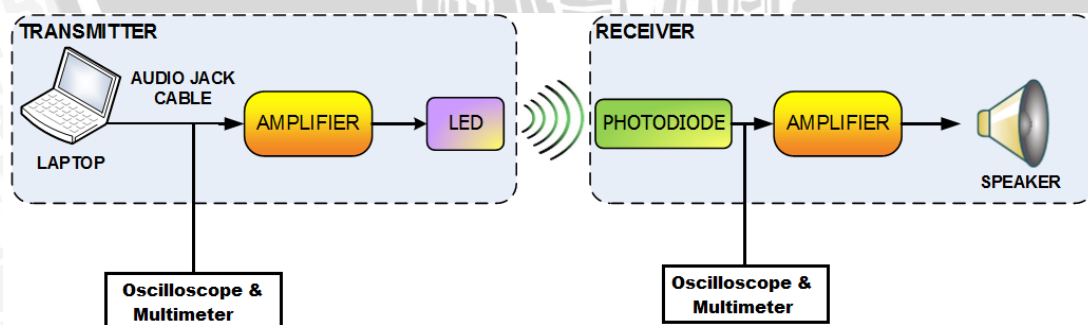 TRANSMITTER
AUDIO JACK
CABLE
AMPLIFIER
LED
LAPTOP
Oscilloscope &
Multimeter
RECEIVER
PHOTODIODE
AMPLIFIER
SPEAKER
Oscilloscope &
Multimeter